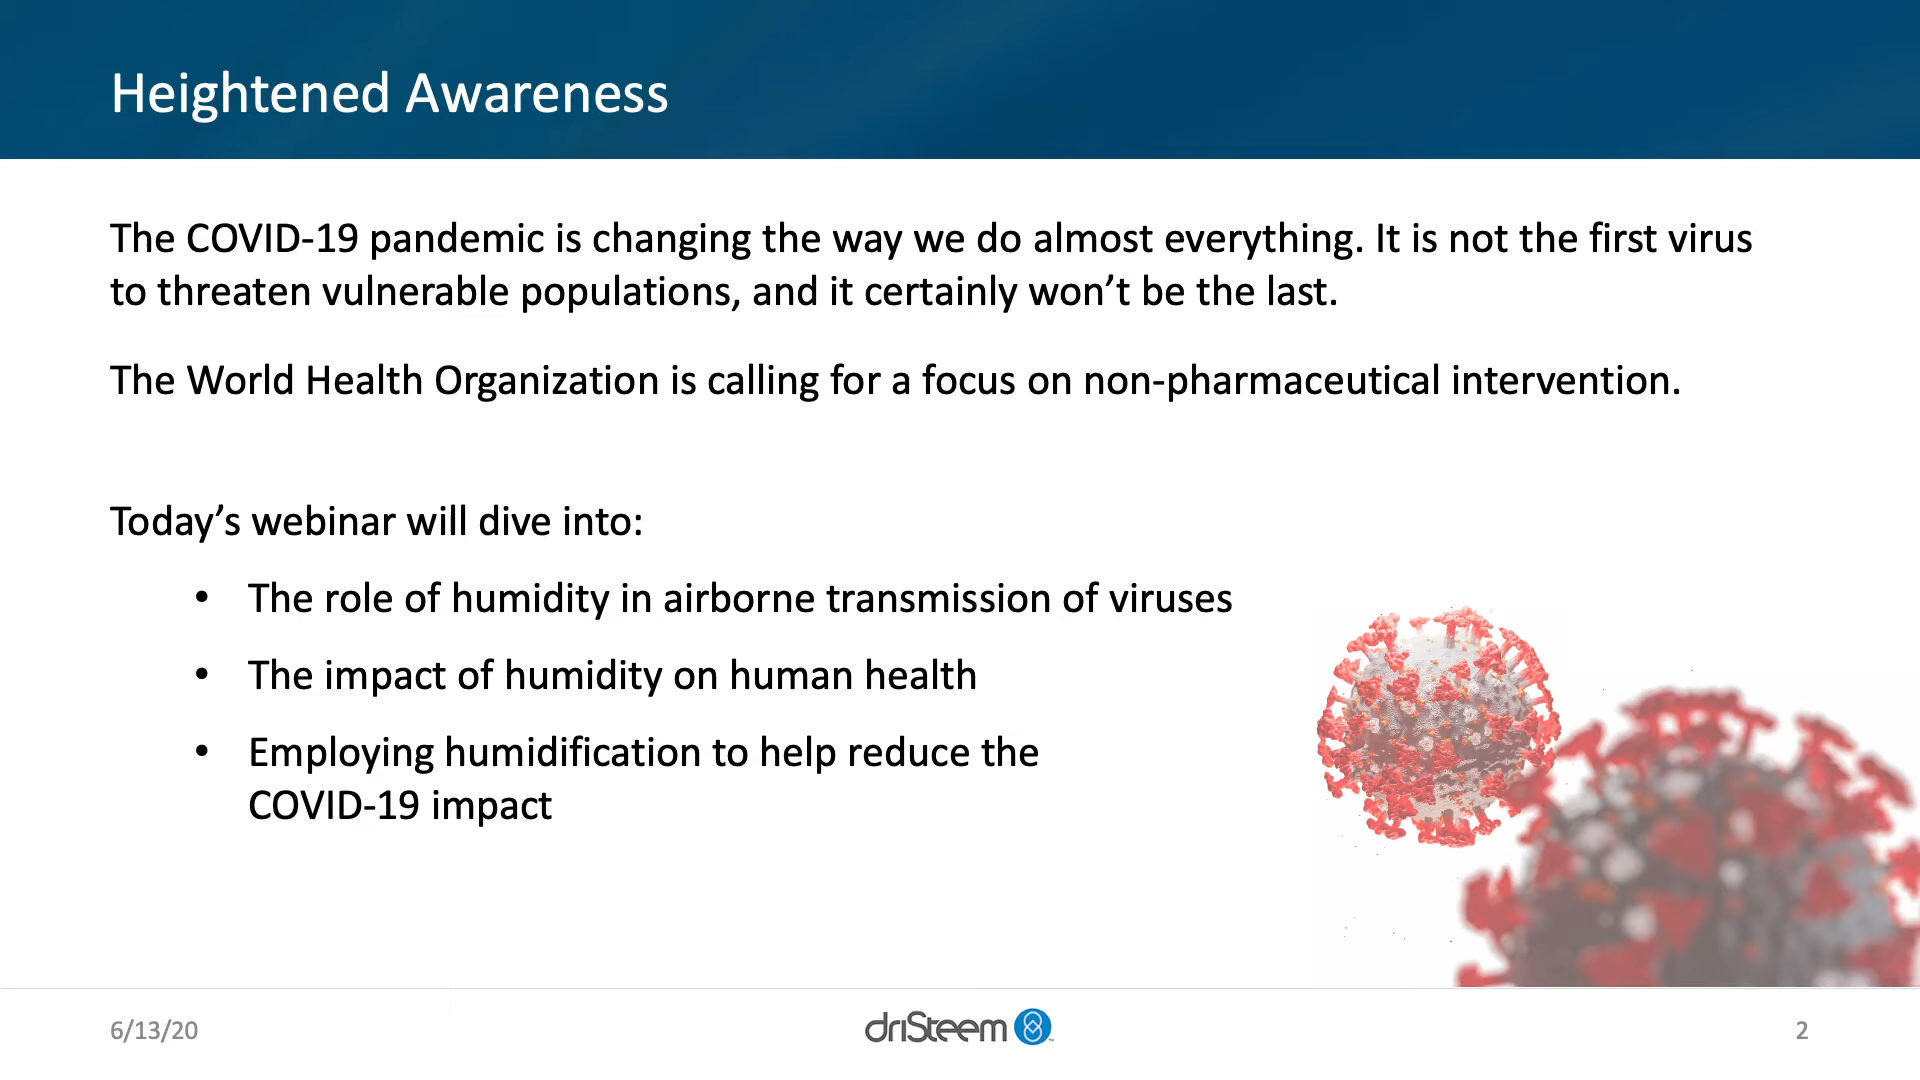 Heightened Awareness
The COVID-19 pandemic is changing the way we do almost everything. It is not the first virus
to threaten vulnerable populations, and it certainly won’t be the last.
The World Health Organization is calling for a focus on non-pharmaceutical intervention.
Today’s webinar will dive into:
• The role of humidity in airborne transmission of viruses
• The impact of humidity on human health
• Employing humidification to help reduce the
COVID-19 impact
6/13/20
driSteem
2